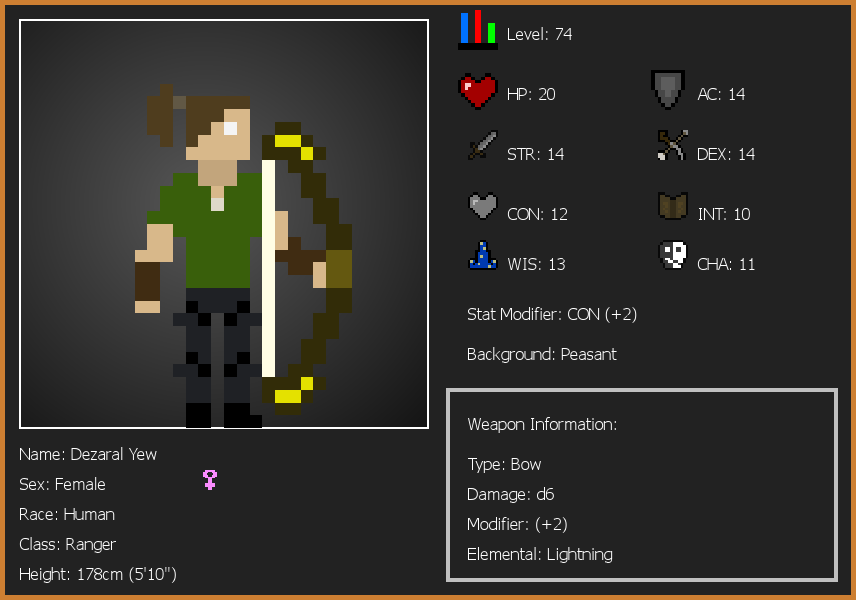 Level: 74
HP: 20
AC: 14
STR: 14
DEX: 14
CON: 12
INT: 10
WIS: 13
CHA: 11
Stat Modifier: CON (+2)
Background: Peasant
Weapon Information:
Type: Bow
Damage: d6
Modifier: (+2)
Elemental: Lightning
Name: Dezaral Yew
Sex: Female
Race: Human
Class: Ranger
Height: 178cm (5'10")